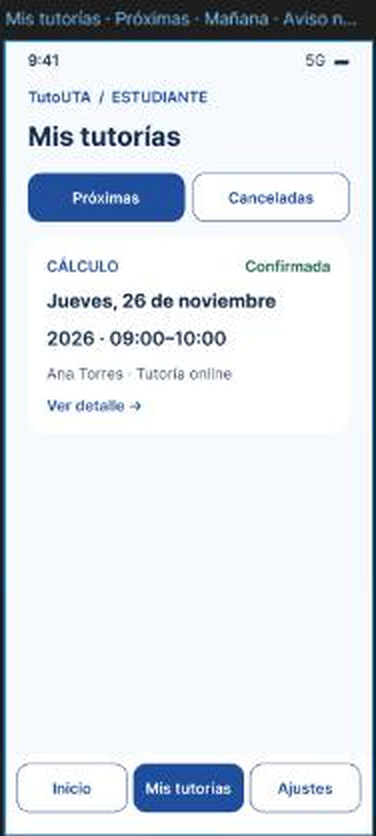 Mis tutorías · Próximas · Mañana · Aviso n...
9:41 5G
TutoUTA / ESTUDIANTE
Mis tutorías
Próximas Canceladas
CÁLCULO Confirmada
Jueves, 26 de noviembre
2026 · 09:00–10:00
Ana Torres · Tutoría online
Ver detalle →
Inicio Mis tutorías Ajustes